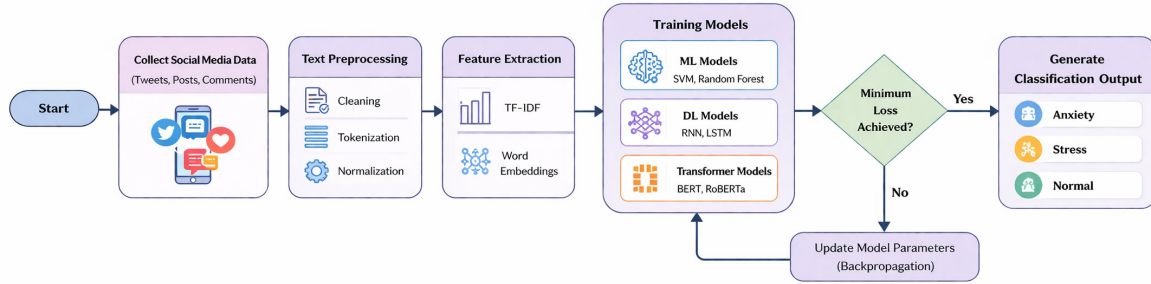 Start
Collect Social Media Data
(Tweets, Posts, Comments)
Text Preprocessing
Cleaning
Tokenization
Normalization
Feature Extraction
TF-IDF
Word
Embeddings
Training Models
ML Models
SVM, Random Forest
DL Models
RNN, LSTM
Transformer Models
BERT, RoBERTa
Minimum
Loss
Achieved?
Yes
No
Update Model Parameters
(Backpropagation)
Generate
Classification Output
Anxiety
Stress
Normal